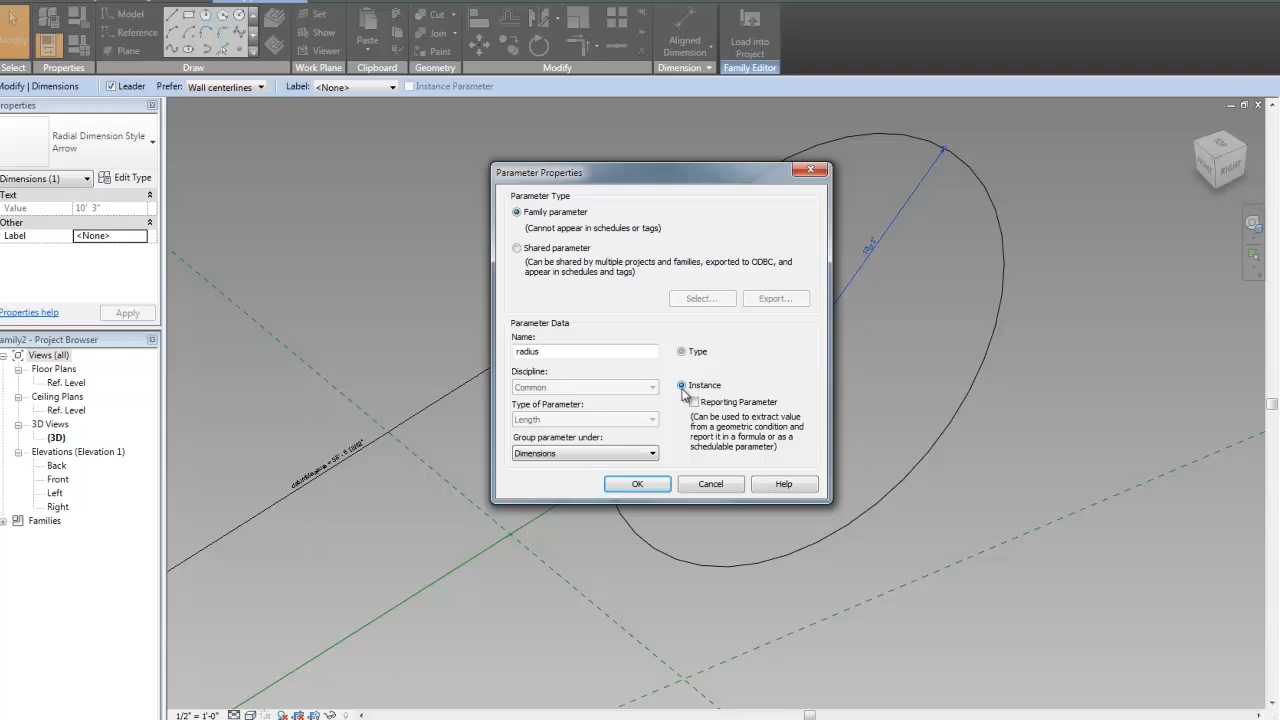 Model
Reference
Plane
Set
Show
Viewer
Paste
Cut
Join
Paint
Aligned
Dimension
Load into
Project
Modify
Select
Properties
Draw
Work Plane
Clipboard
Geometry
Modify
Dimension
Family Editor
Modify | Dimensions
Leader
Prefer:
Wall centerlines
Label:
<None>
Instance Parameter
roperties
Radial Dimension Style
Arrow
Dimensions (1)
Edit Type
Text
Value
10' 3"
Other
Label
<None>
Properties help
Apply
amily2 - Project Browser
Views (all)
Floor Plans
Ref. Level
Ceiling Plans
Ref. Level
3D Views
(3D)
Elevations (Elevation 1)
Back
Front
Left
Right
Families
Parameter Properties
Parameter Type
Family parameter
(Cannot appear in schedules or tags)
Shared parameter
(Can be shared by multiple projects and families, exported to ODBC, and
appear in schedules and tags)
Select...
Export...
Parameter Data
Name:
radius
Type
Discipline:
Common
Instance
Reporting Parameter
Type of Parameter:
Length
(Can be used to extract value
from a geometric condition and
report it in a formula or as a
schedulable parameter)
Group parameter under:
Dimensions
OK
Cancel
Help
TOP
FRONT
RIGHT
1/2" = 1'-0"